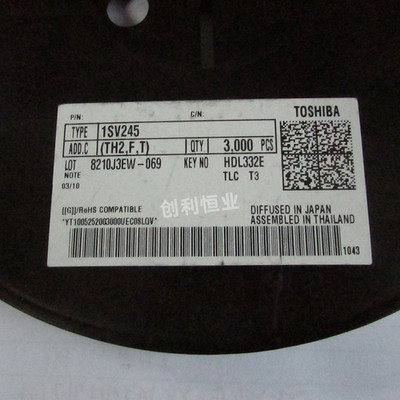 P/N: C/N:
TOSHIBA
TYPE 1SV245
ADD.C (TH2,F,T) QTY 3,000 PCS
LOT 8210J3EW-069 KEY NO HDL332E
NOTE TLC T3
03/10
[[G]]/RoHS COMPATIBLE
创利恒业
DIFFUSED IN JAPAN
ASSEMBLED IN THAILAND
1043